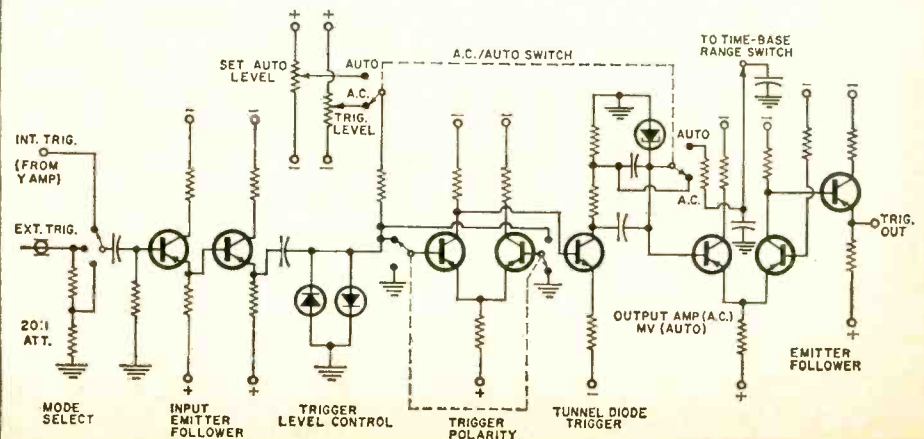 SET AUTO
LEVEL
AUTO
A.C.
TRIG.
LEVEL
A.C./AUTO SWITCH
TO TIME-BASE
RANGE SWITCH
INT. TRIG.
(FROM
Y AMP)
EXT. TRIG.
20:1
ATT.
AUTO
A.C.
TRIG.
OUT
OUTPUT AMP (A.C.)
MV (AUTO)
EMITTER
FOLLOWER
MODE
SELECT
INPUT
EMITTER
FOLLOWER
TRIGGER
LEVEL CONTROL
TRIGGER
POLARITY
TUNNEL DIODE
TRIGGER